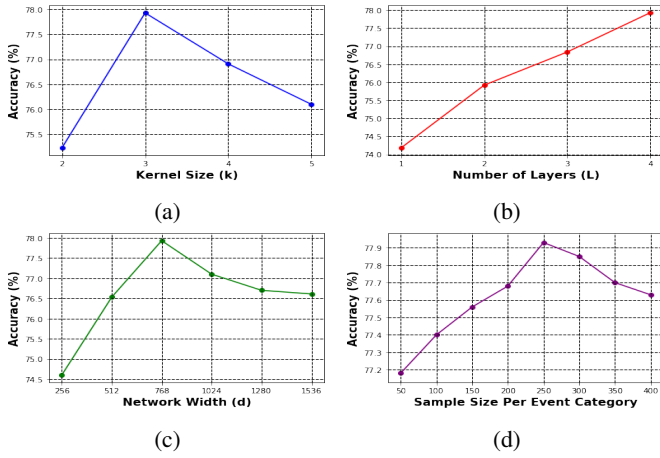 78.0
77.5
77.0
76.5
76.0
75.5
Accuracy (%)
2 3 4 5
Kernel Size (k)
(a)
78.0
77.5
77.0
76.5
76.0
75.5
75.0
74.5
74.0
Accuracy (%)
1 2 3 4
Number of Layers (L)
(b)
78.0
77.5
77.0
76.5
76.0
75.5
75.0
74.5
Accuracy (%)
256 512 768 1024 1280 1536
Network Width (d)
(c)
77.9
77.8
77.7
77.6
77.5
77.4
77.3
77.2
Accuracy (%)
50 100 150 200 250 300 350 400
Sample Size Per Event Category
(d)